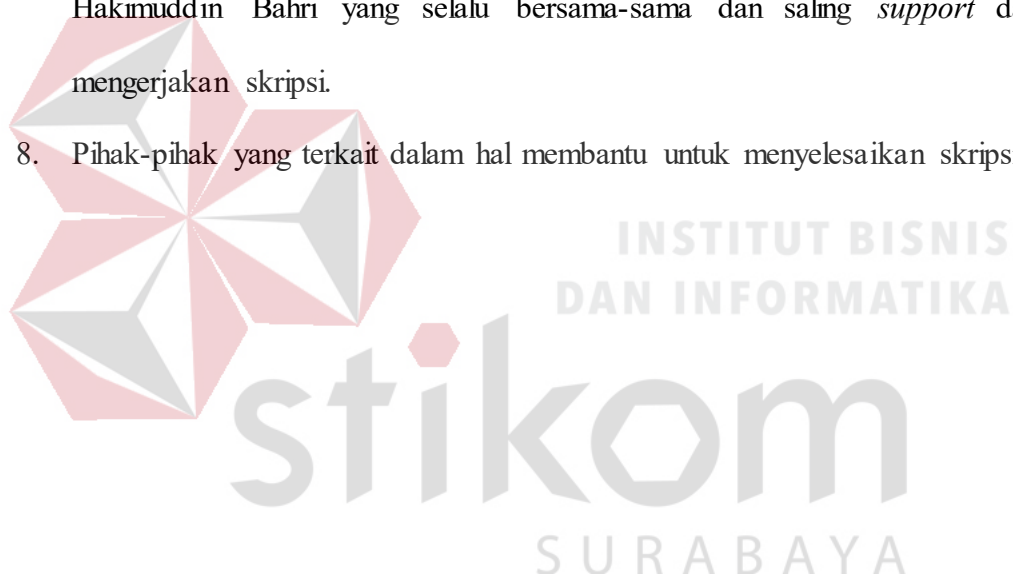 Hakimuddin Bahri yang selalu bersama-sama dan saling support d
mengerjakan skripsi.
8. Pihak-pihak yang terkait dalam hal membantu untuk menyelesaikan skrips
INSTITUT BISNIS
DAN INFORMATIKA
stikom
SURABAYA